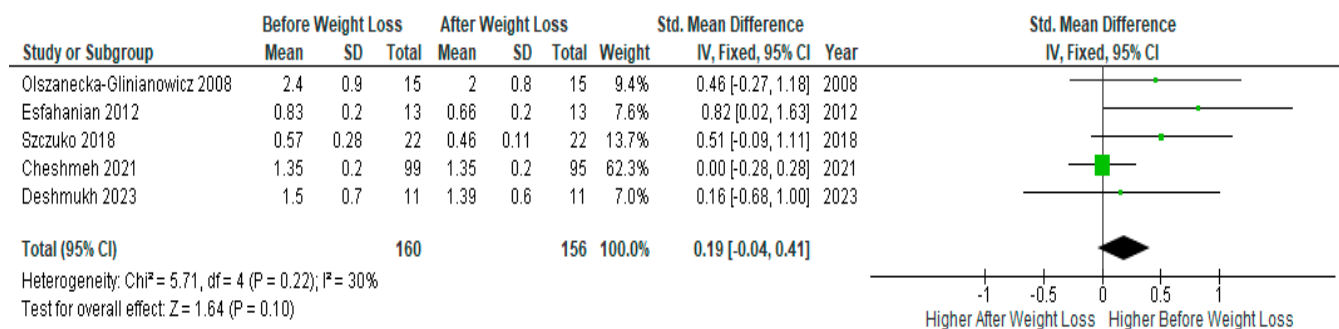 Before Weight Loss After Weight Loss Std. Mean Difference Std. Mean Difference
Study or Subgroup Mean SD Total Mean SD Total Weight IV, Fixed, 95% CI Year IV, Fixed, 95% CI
Olszanecka-Glinianowicz 2008 2.4 0.9 15 2 0.8 15 9.4% 0.46 [-0.27, 1.18] 2008
Esfahanian 2012 0.83 0.2 13 0.66 0.2 13 7.6% 0.82 [0.02, 1.63] 2012
Szczuko 2018 0.57 0.28 22 0.46 0.11 22 13.7% 0.51 [-0.09, 1.11] 2018
Cheshmeh 2021 1.35 0.2 99 1.35 0.2 95 62.3% 0.00 [-0.28, 0.28] 2021
Deshmukh 2023 1.5 0.7 11 1.39 0.6 11 7.0% 0.16 [-0.68, 1.00] 2023
Total (95% CI) 160 156 100.0% 0.19 [-0.04, 0.41]
Heterogeneity: Chi² = 5.71, df = 4 (P = 0.22); I² = 30%
Test for overall effect: Z = 1.64 (P = 0.10)
-1 -0.5 0 0.5 1
Higher After Weight Loss Higher Before Weight Loss